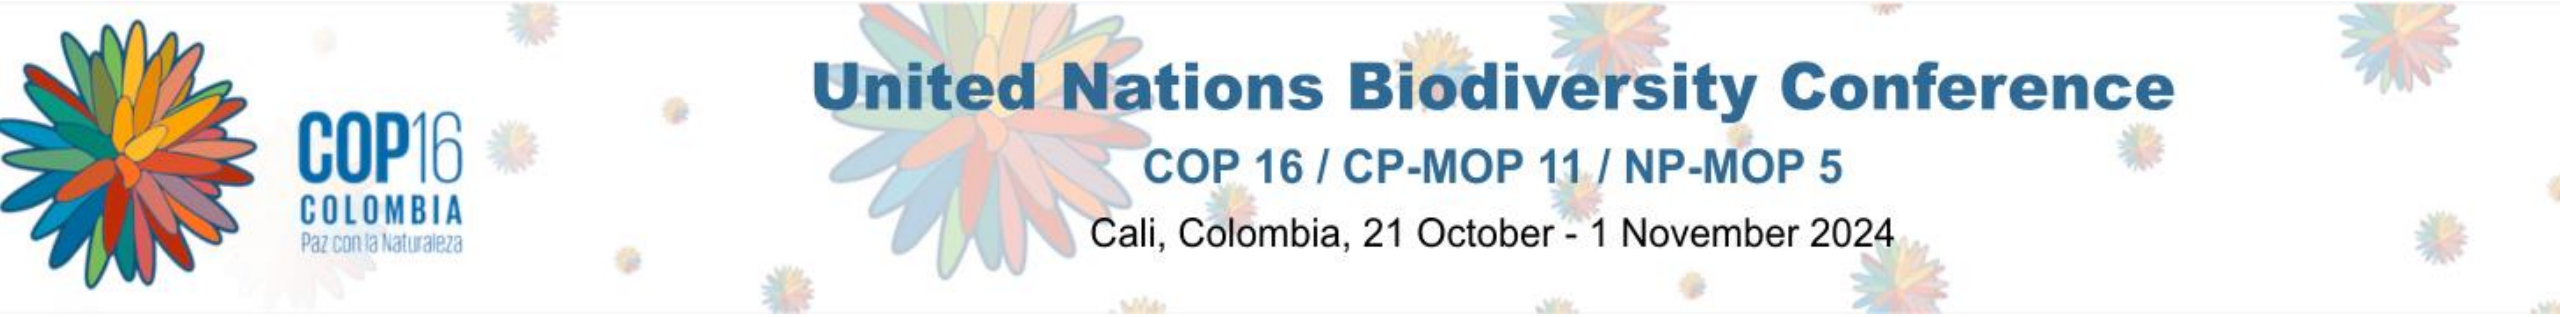 COP16
COLOMBIA
Paz con la Naturaleza
United Nations Biodiversity Conference
COP 16 / CP-MOP 11 / NP-MOP 5
Cali, Colombia, 21 October - 1 November 2024